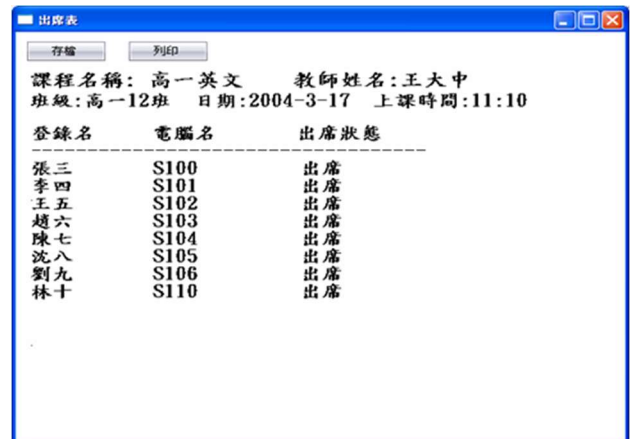 出席表
存檔 列印
課程名稱: 高一英文 教師姓名:王大中
班級:高一12班 日期:2004-3-17 上課時間:11:10
登錄名 電腦名 出席狀態
----------------------------------
張三 S100 出席
李四 S101 出席
王五 S102 出席
趙六 S103 出席
陳七 S104 出席
沈八 S105 出席
劉九 S106 出席
林十 S110 出席